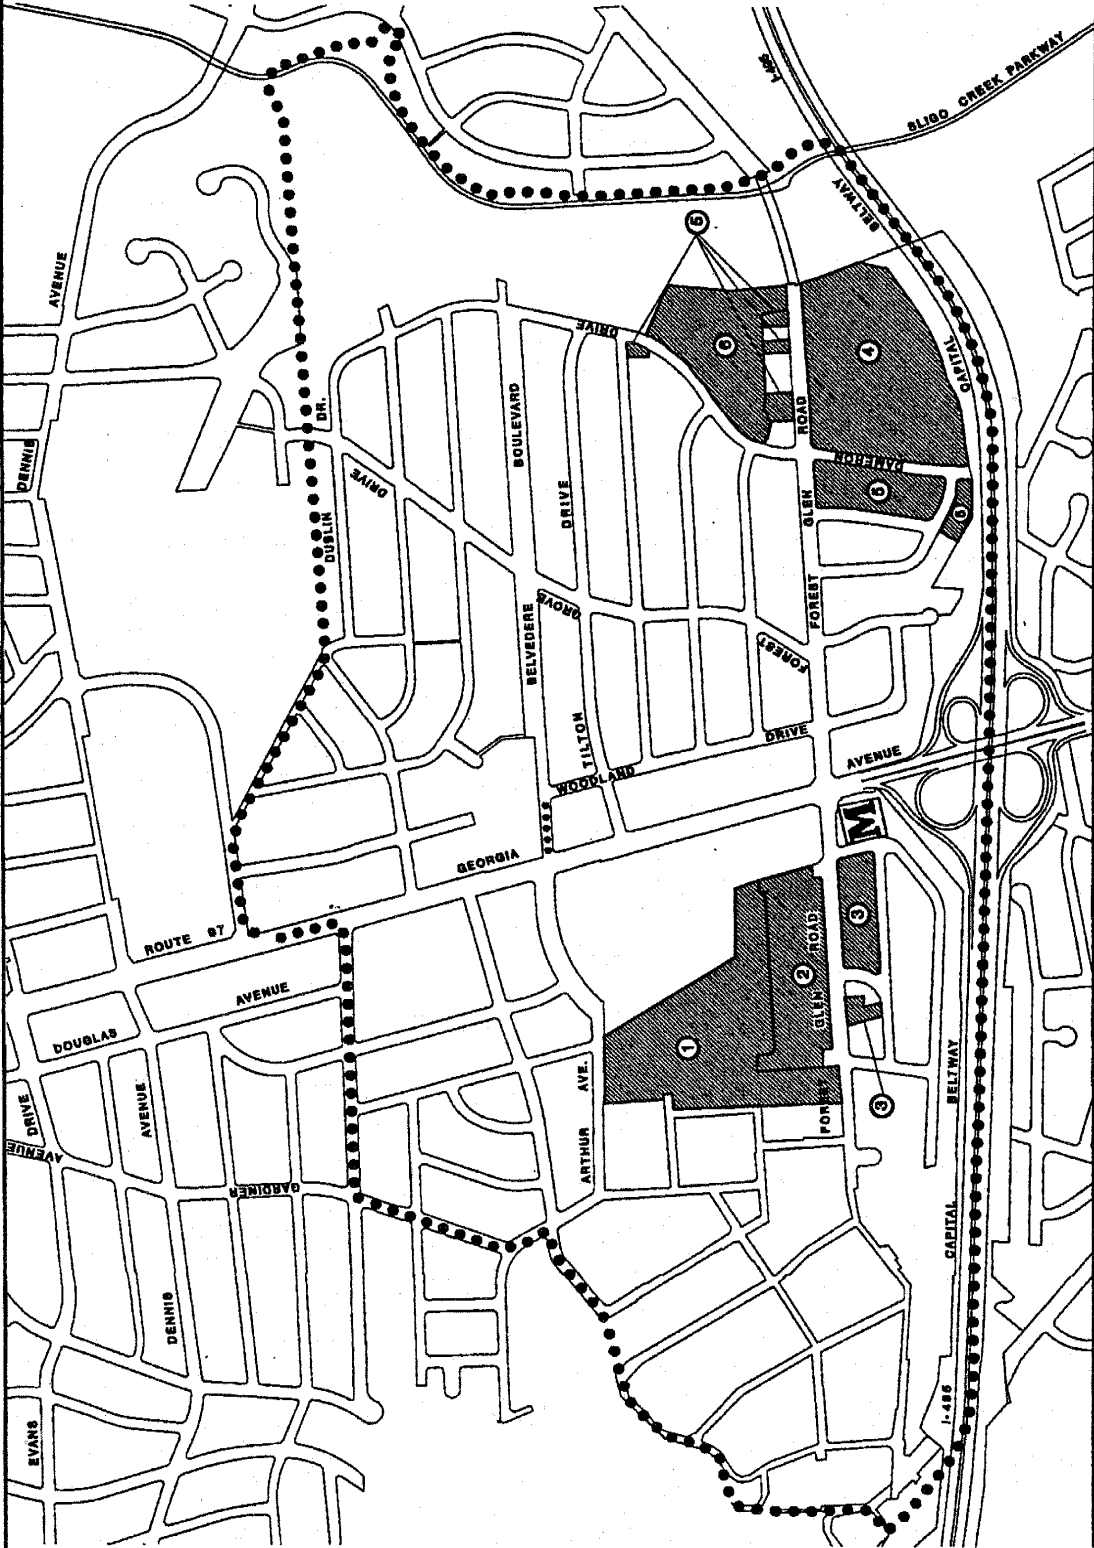 I-495
SLIGO CREEK PARKWAY
BELTWAY
AVENUE
5
DRIVE
6
4
CAPITAL
DR.
BOULEVARD
ROAD
DENNIS
DRIVE
DAMERON
5
DRIVE
GLEN
5
DUBLIN
FOREST
GROVE
BELVEDERE
FOREST
TILTON
DRIVE
WOODLAND
AVENUE
M
GEORGIA
3
ROAD
ROUTE 97
2
AVENUE
GLEN
DOUGLAS
1
AVE.
BELTWAY
AVENUE
DRIVE
FOREST
3
AVENUE
ARTHUR
GARDINER
CAPITAL
DENNIS
I-495
EVANS